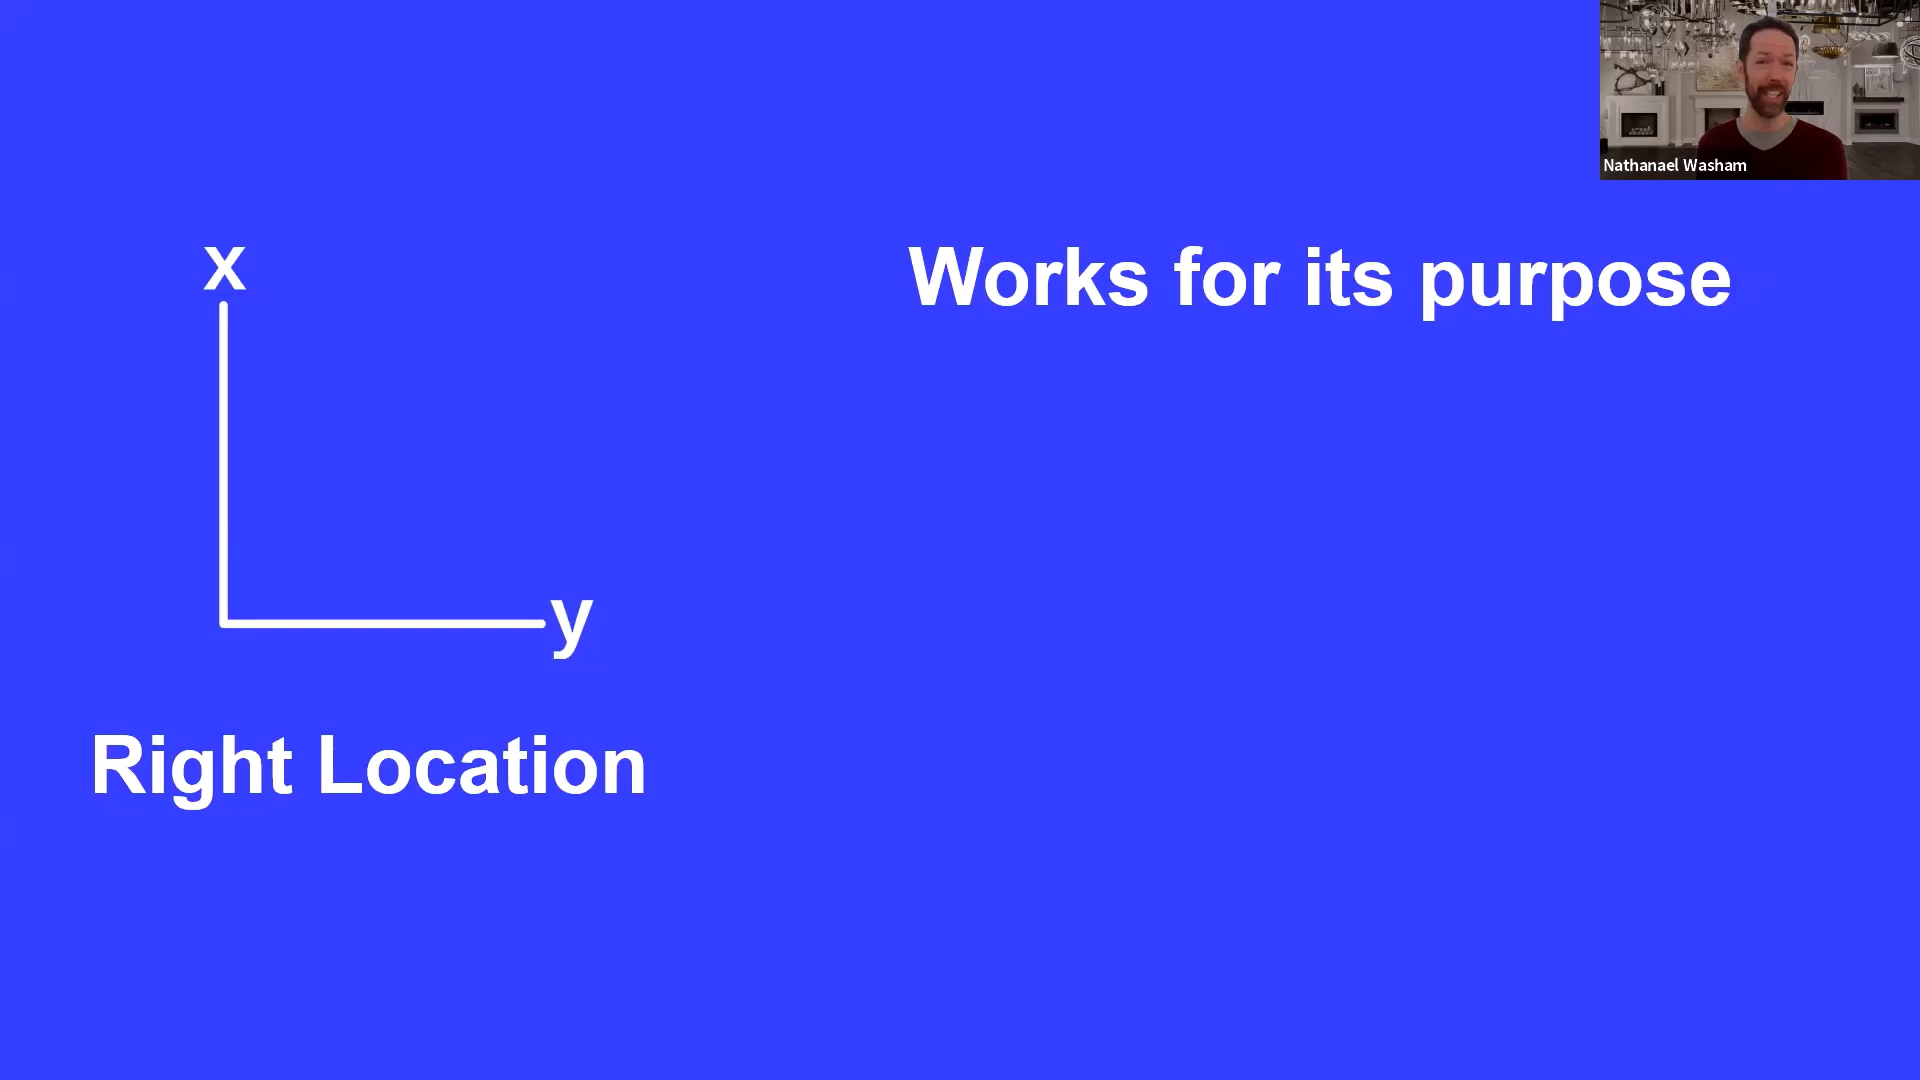 Nathanael Washam
x
Works for its purpose
y
Right Location